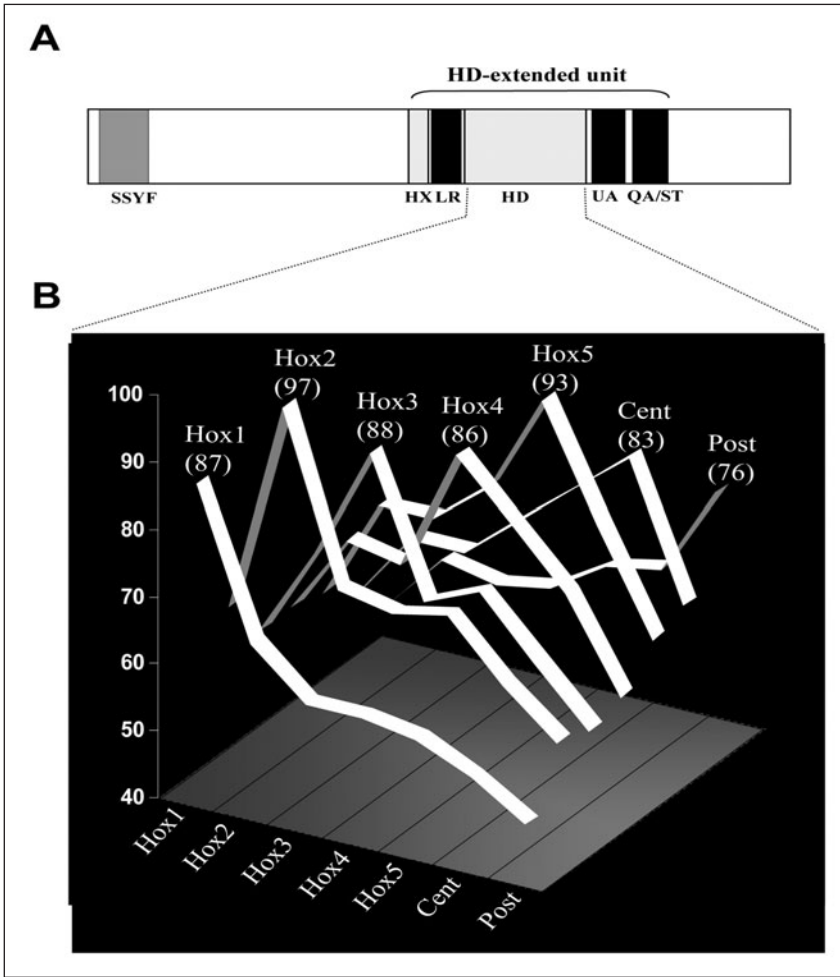 A
HD-extended unit
SSYF
HX LR
HD
UA
QA/ST
B
Hox1
(87)
Hox2
(97)
Hox3
(88)
Hox4
(86)
Hox5
(93)
Cent
(83)
Post
(76)
100
90
80
70
60
50
40
Hox1
Hox2
Hox3
Hox4
Hox5
Cent
Post